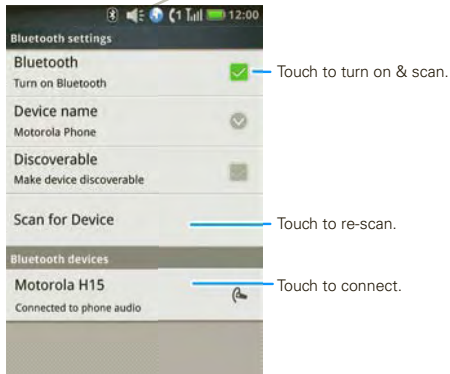 12:00
Bluetooth settings
Bluetooth
Turn on Bluetooth
Touch to turn on & scan.
Device name
Motorola Phone
Discoverable
Make device discoverable
Scan for Device
Touch to re-scan.
Bluetooth devices
Motorola H15
Connected to phone audio
Touch to connect.